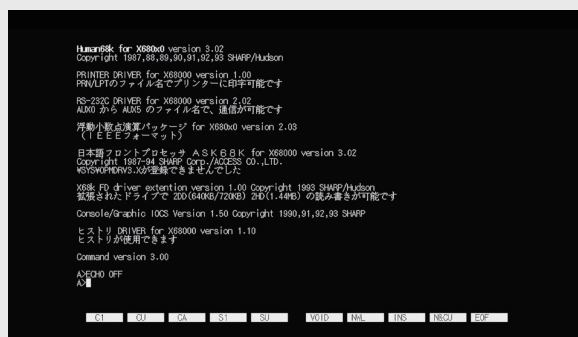 Human68k for X680x0 version 3.02
Copyright 1987,88,89,90,91,92,93 SHARP/Hudson
PRINTER DRIVER for X68000 version 1.00
PRN/LPTのファイル名でプリンターに印字可能です
RS-232C DRIVER for X68000 version 2.02
AUX0 から AUX5 のファイル名で、通信が可能です
浮動小数点演算パッケージ for X680x0 version 2.03
(IEEEフォーマット)
日本語フロントプロセッサ ASK68K for X68000 version 3.02
Copyright 1987-94 SHARP Corp./ACCESS CO.,LTD.
¥SYS¥OPMDRV3.Xが登録できませんでした
X68k FD driver extention version 1.00 Copyright 1993 SHARP/Hudson
拡張されたドライブで 2DD(640KB/720KB) 2HD(1.44MB) の読み書きが可能です
Console/Graphic IOCS Version 1.50 Copyright 1990,91,92,93 SHARP
ヒストリ DRIVER for X68000 version 1.10
ヒストリが使用できます
Command version 3.00
A>ECHO OFF
A>
C1 CU CA S1 SU VOID NWL INS N&CU EOF